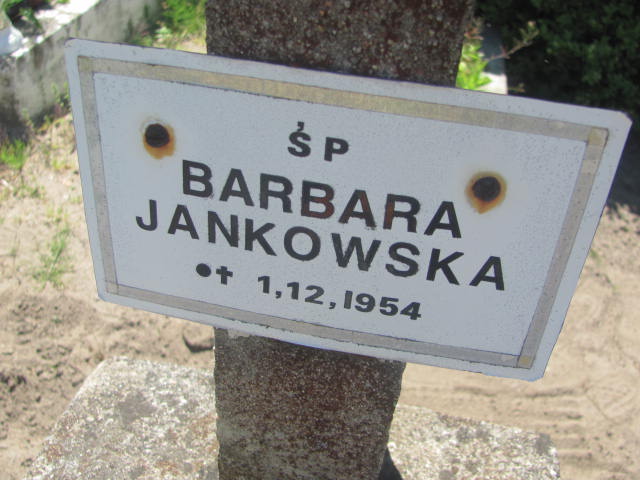 ŚP
BARBARA
JANKOWSKA
•† 1,12,1954